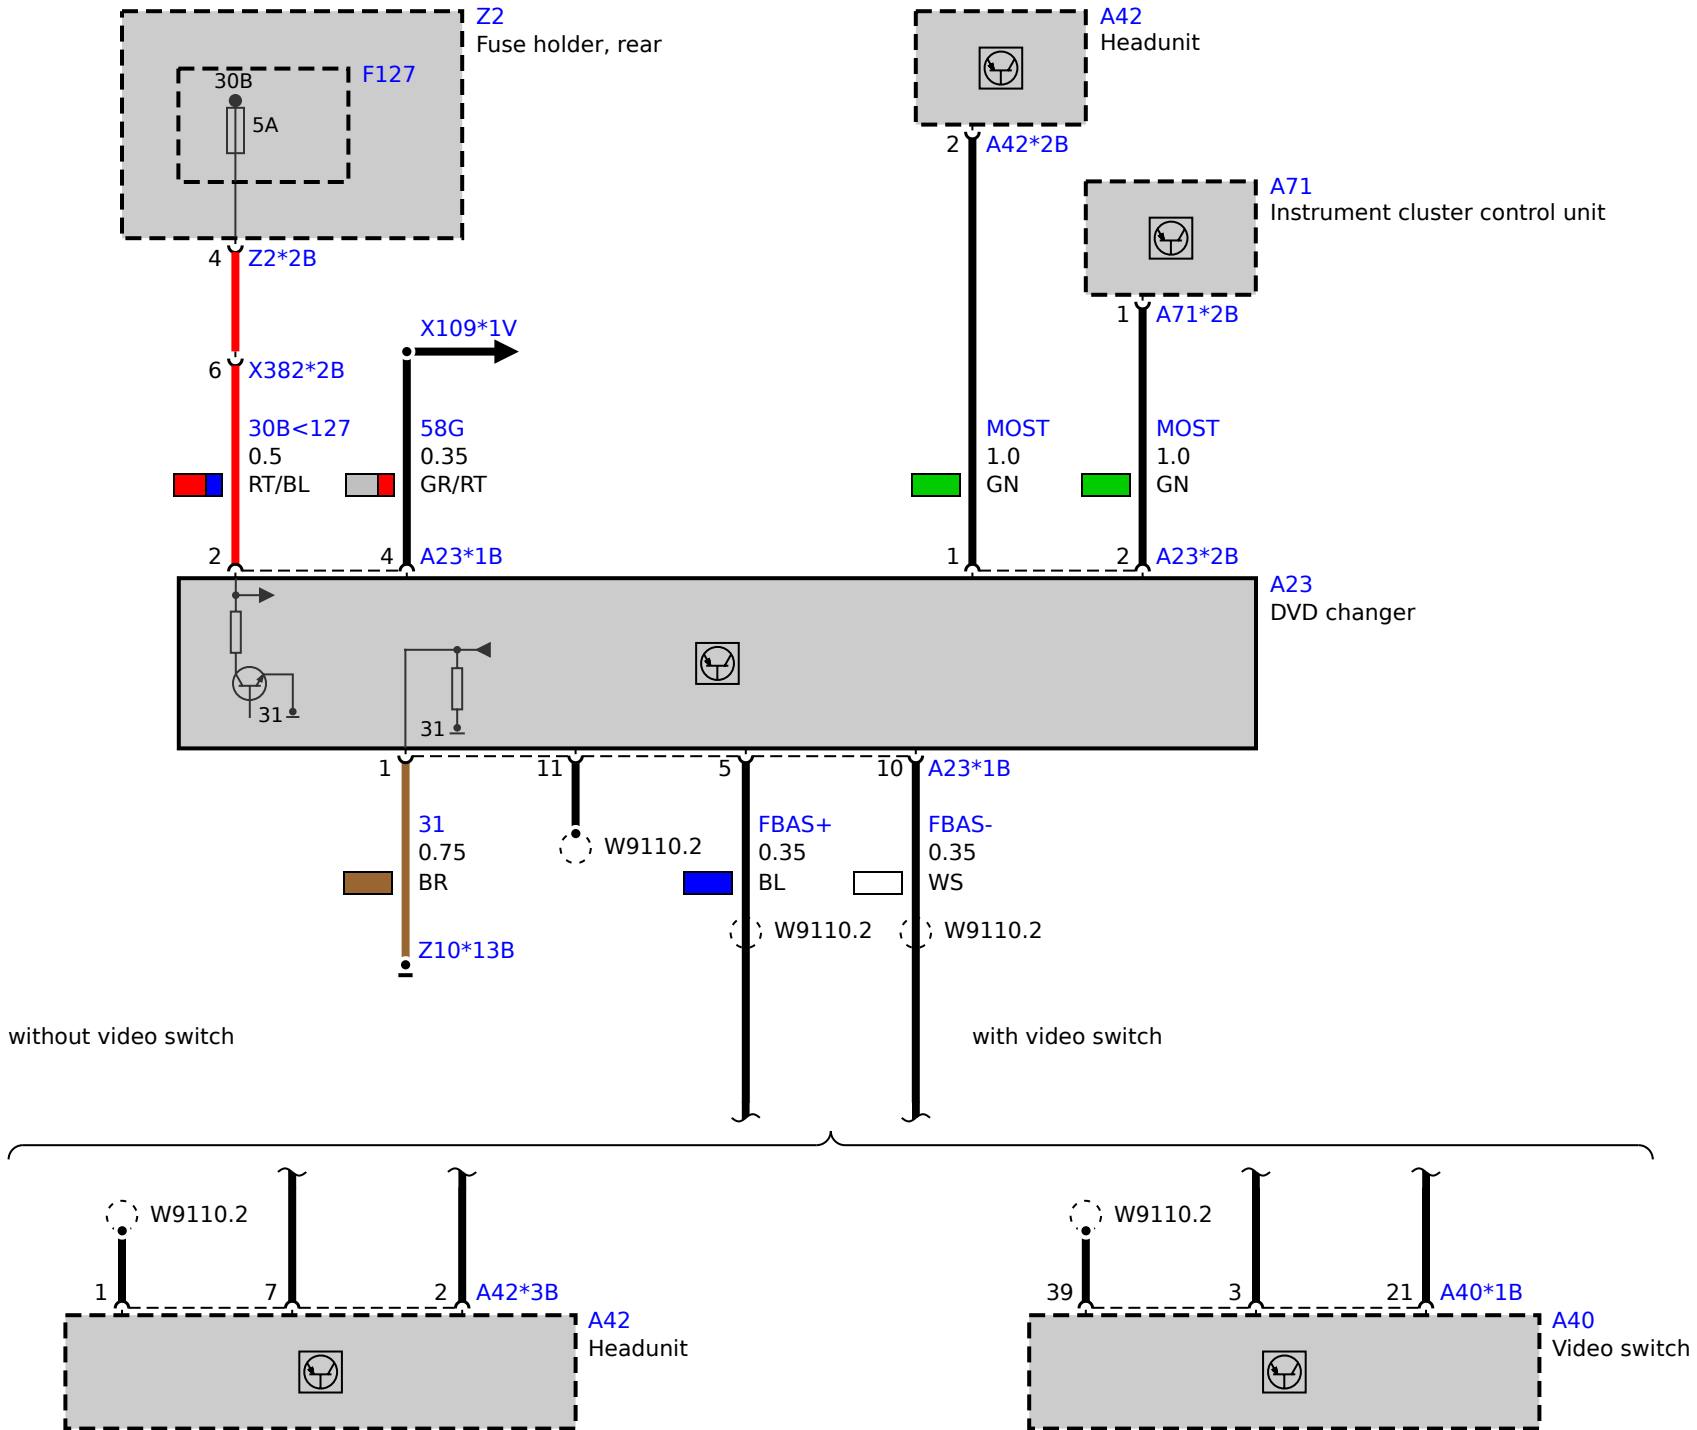 Z2
Fuse holder, rear
F127
30B
5A
4 Z2*2B
6 X382*2B
30B<127
0.5
RT/BL
X109*1V
58G
0.35
GR/RT
A42
Headunit
2 A42*2B
A71
Instrument cluster control unit
1 A71*2B
MOST
1.0
GN
MOST
1.0
GN
2 4 A23*1B
1 2 A23*2B
A23
DVD changer
31
31
1 11 5 10 A23*1B
31
0.75
BR
Z10*13B
W9110.2
FBAS+
0.35
BL
W9110.2
FBAS-
0.35
WS
W9110.2
without video switch
with video switch
W9110.2
1 7 2 A42*3B
A42
Headunit
W9110.2
39 3 21 A40*1B
A40
Video switch